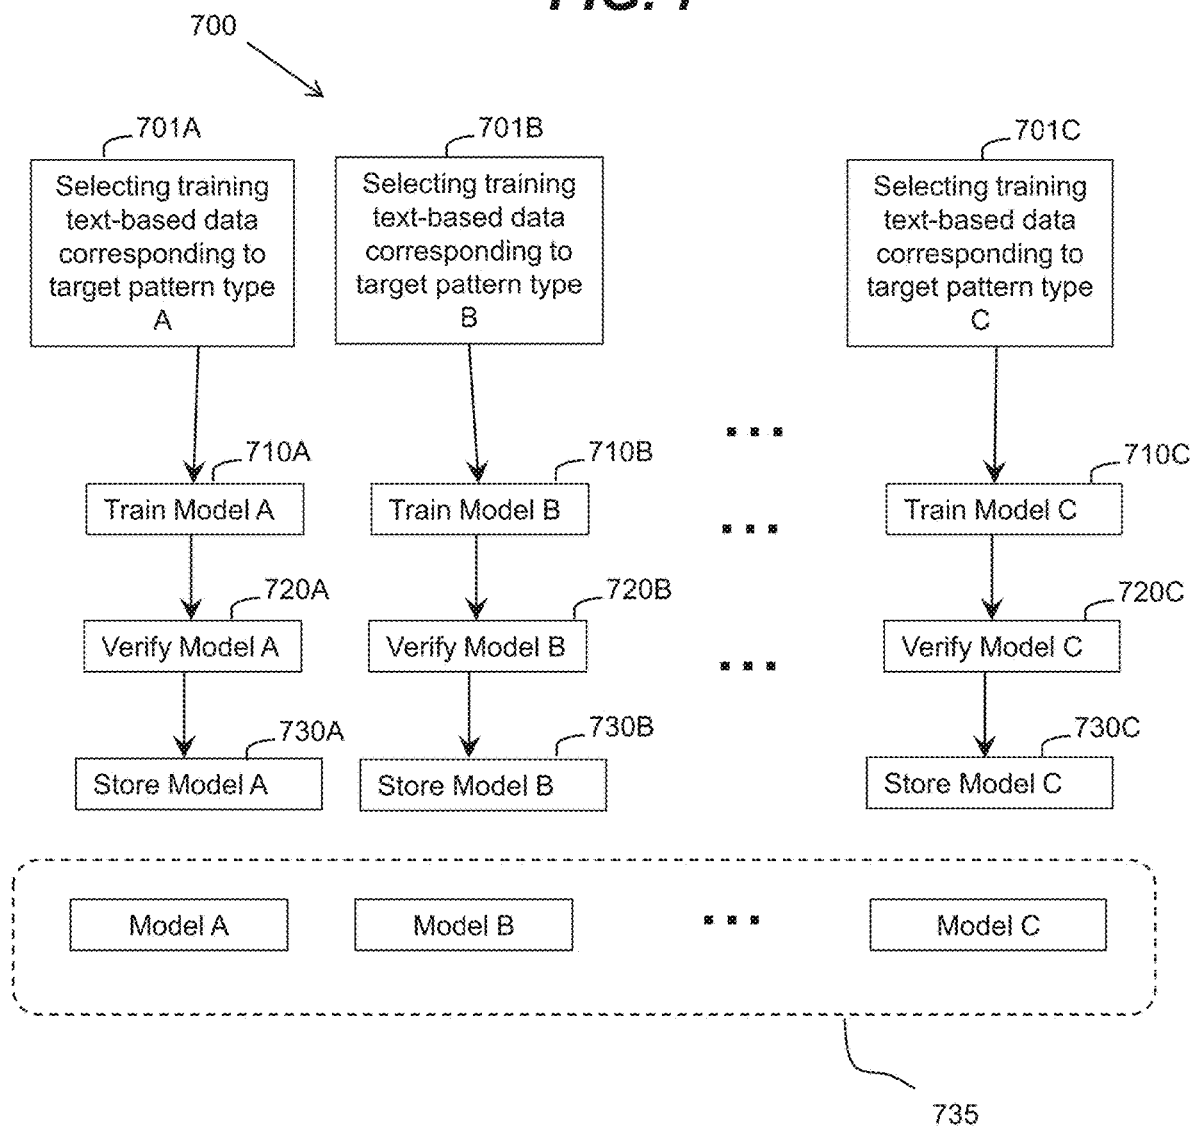 FIG. 7
700
701A
701B
701C
Selecting training
text-based data
corresponding to
target pattern type
A
Selecting training
text-based data
corresponding to
target pattern type
B
Selecting training
text-based data
corresponding to
target pattern type
C
710A
710B
710C
Train Model A
Train Model B
Train Model C
720A
720B
720C
Verify Model A
Verify Model B
Verify Model C
730A
730B
730C
Store Model A
Store Model B
Store Model C
Model A
Model B
Model C
735